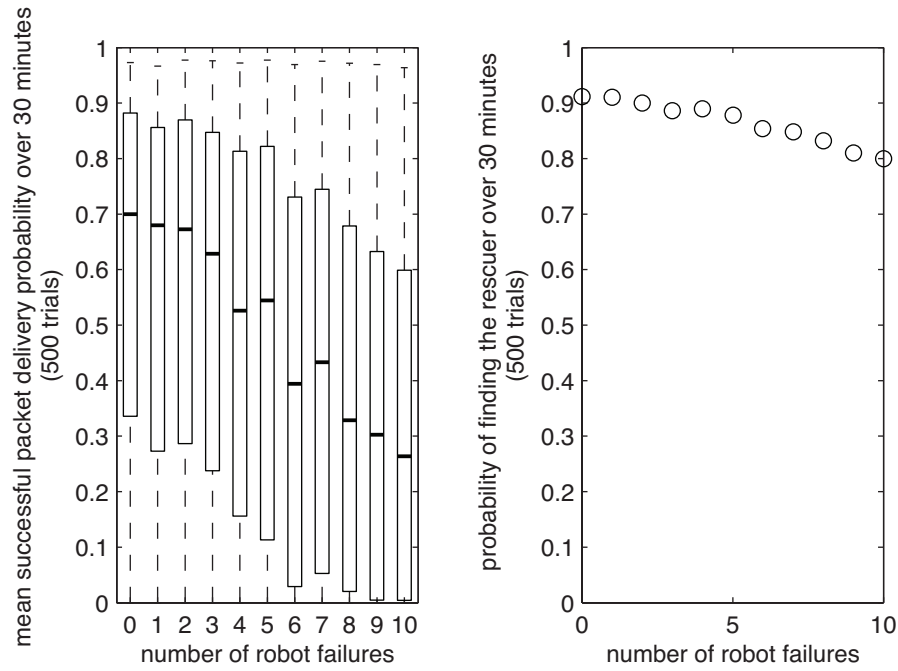 mean successful packet delivery probability over 30 minutes
(500 trials)
1
0.9
0.8
0.7
0.6
0.5
0.4
0.3
0.2
0.1
0
0 1 2 3 4 5 6 7 8 9 10
number of robot failures
probability of finding the rescuer over 30 minutes
(500 trials)
1
0.9
0.8
0.7
0.6
0.5
0.4
0.3
0.2
0.1
0
0 5 10
number of robot failures